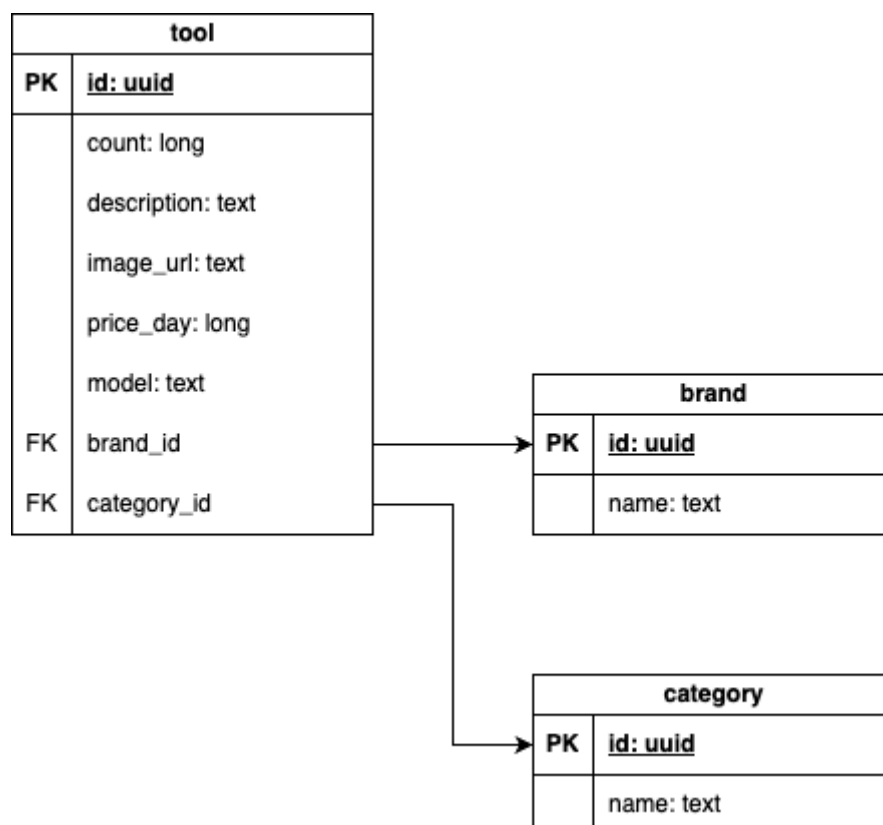 tool
PK id: uuid
count: long
description: text
image_url: text
price_day: long
model: text
FK brand_id
FK category_id
brand
PK id: uuid
name: text
category
PK id: uuid
name: text